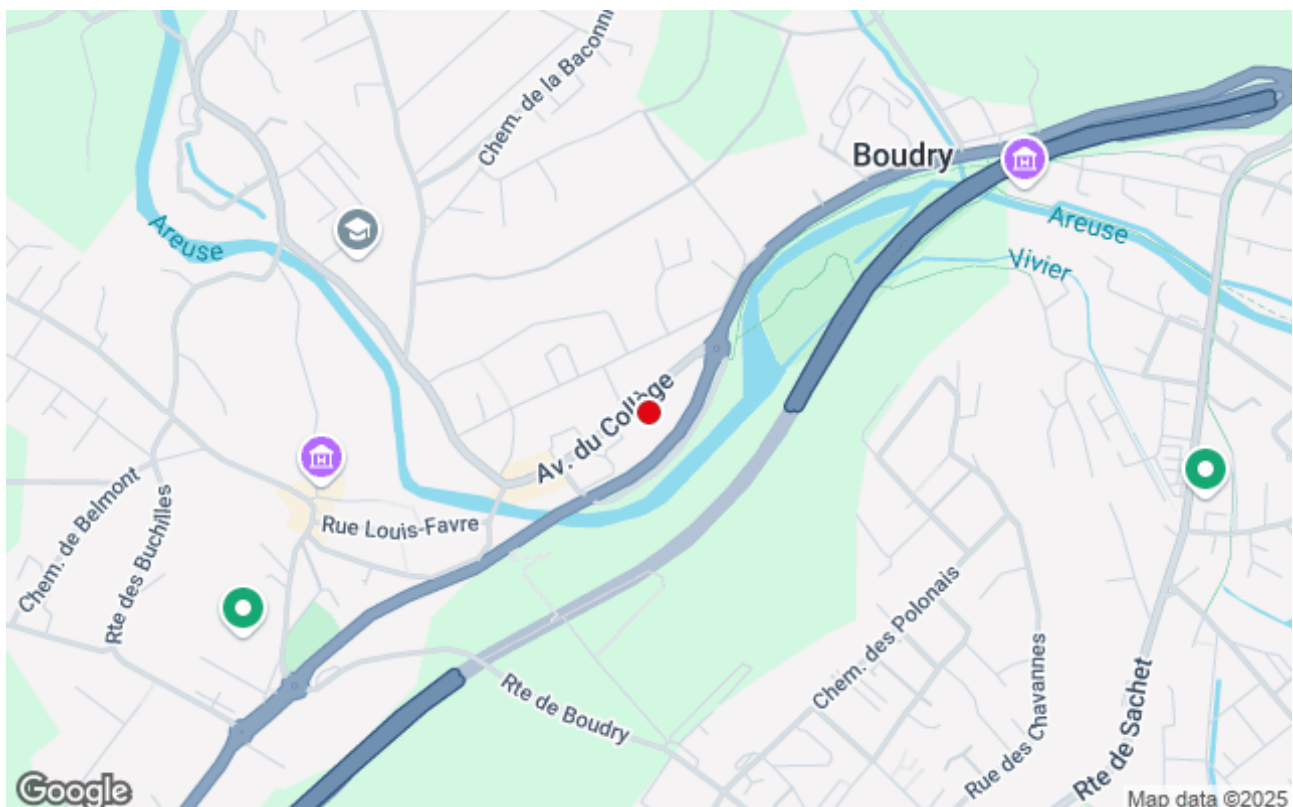 Chem. de la Baconni
Boudry
Areuse
Areuse
Vivier
Av. du Collège
Chem. de Belmont
Rte des Buchilles
Rue Louis-Favre
Chem. des Polonais
Rte de Boudry
Rue des Chavannes
Rte de Sachet
Google
Map data ©2025